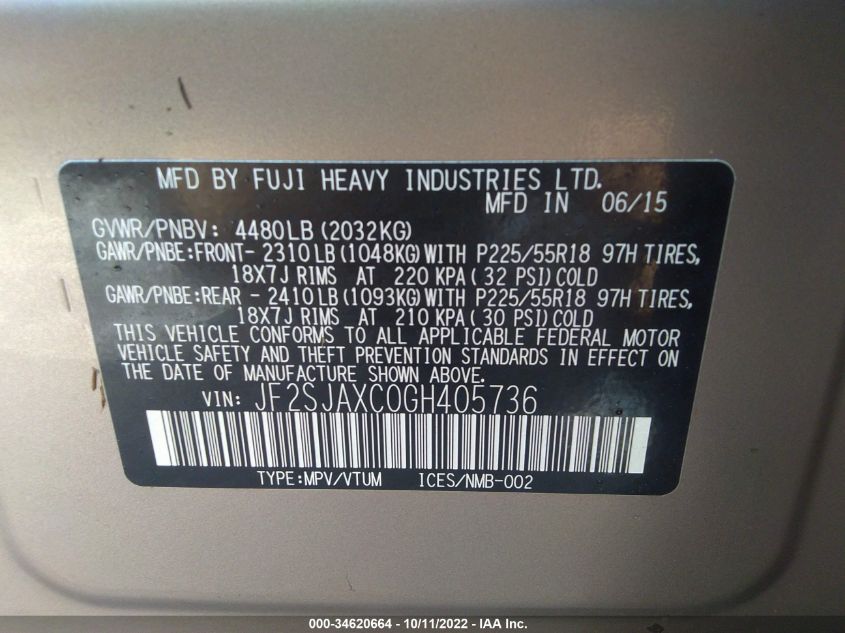 MFD BY FUJI HEAVY INDUSTRIES LTD.
MFD IN 06/15
GVWR/PNBV: 4480LB (2032KG)
GAWR/PNBE:FRONT- 2310LB (1048KG) WITH P225/55R18 97H TIRES,
18X7J RIMS AT 220 KPA (32 PSI) COLD
GAWR/PNBE:REAR - 2410LB (1093KG) WITH P225/55R18 97H TIRES,
18X7J RIMS AT 210 KPA (30 PSI) COLD
THIS VEHICLE CONFORMS TO ALL APPLICABLE FEDERAL MOTOR
VEHICLE SAFETY AND THEFT PREVENTION STANDARDS IN EFFECT ON
THE DATE OF MANUFACTURE SHOWN ABOVE.
VIN: JF2SJAXC0GH405736
TYPE:MPV/VTUM ICES/NMB-002
000-34620664 - 10/11/2022 - IAA Inc.